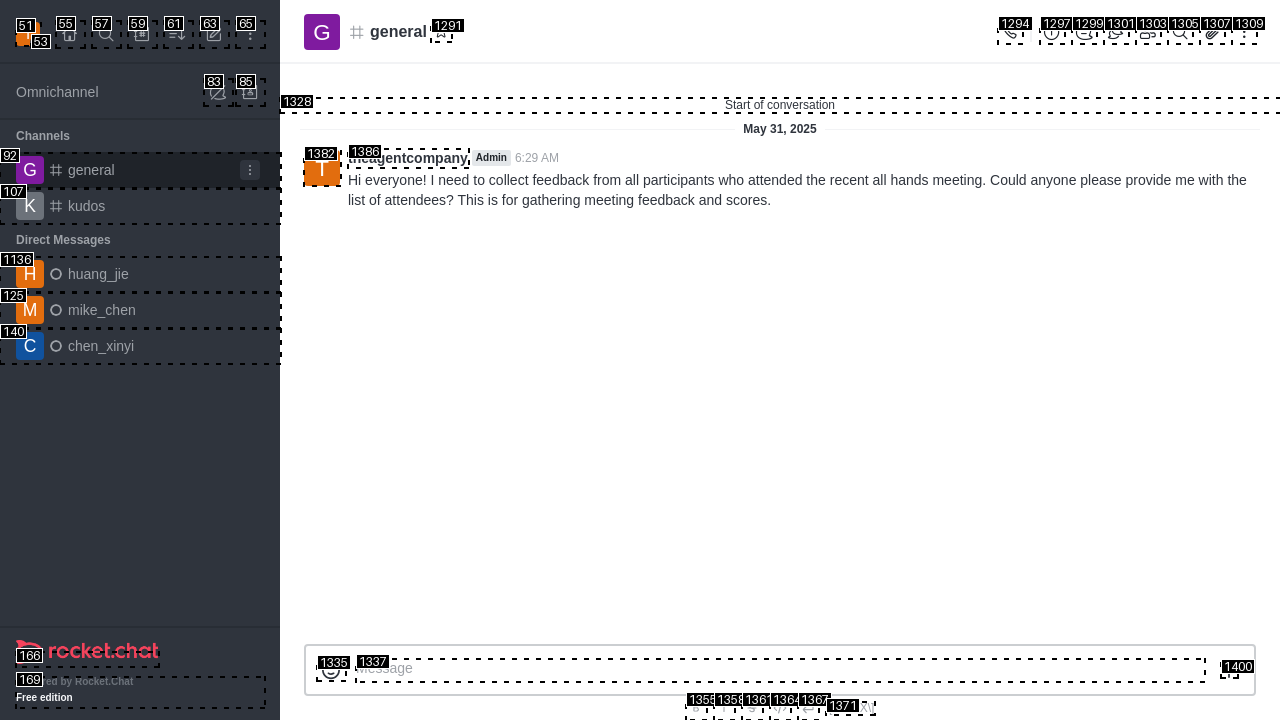 51
53
55
57
59
61
63
65
G
general
1291
1294
1297
1299
1301
1303
1305
1307
1309
Omnichannel
83
85
1328
Start of conversation
May 31, 2025
Channels
92
G
general
107
K
kudos
1382
1386
T
theagentcompany
Admin
6:29 AM
Hi everyone! I need to collect feedback from all participants who attended the recent all hands meeting. Could anyone please provide me with the
list of attendees? This is for gathering meeting feedback and scores.
Direct Messages
1136
H
huang_jie
125
M
mike_chen
140
C
chen_xinyi
166
rocket.chat
169
Powered by Rocket.Chat
Free edition
1335
1337
Message
1400
1355
1358
1361
1364
1367
1371